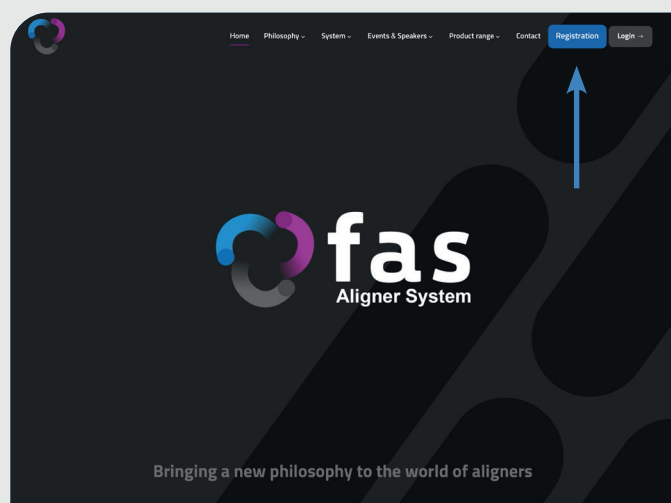 Home Philosophy System Events & Speakers Product range Contact Registration Login →
fas
Aligner System
Bringing a new philosophy to the world of aligners